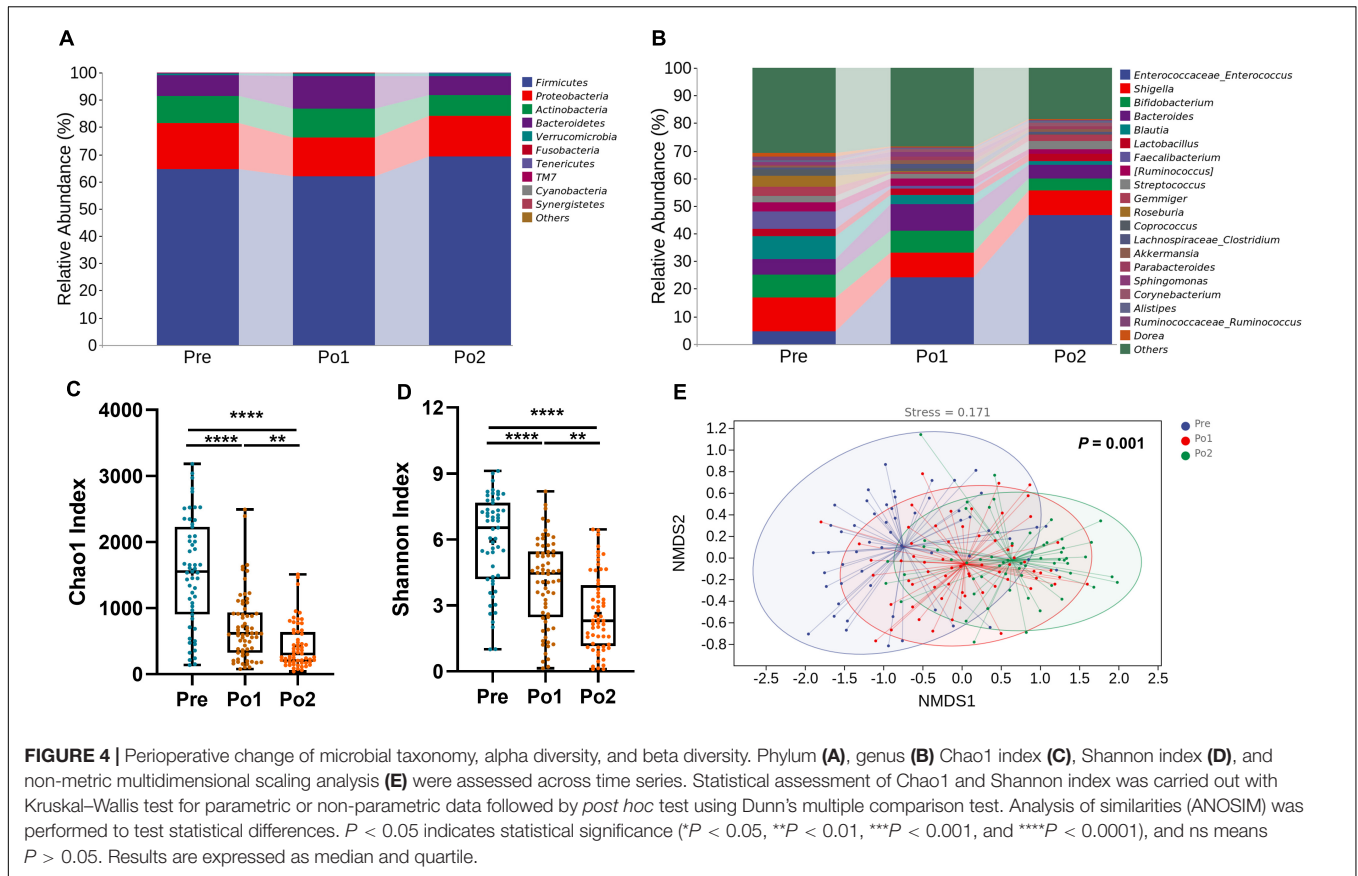 A
Relative Abundance (%)
100
90
80
70
60
50
40
30
20
10
0
Pre
Po1
Po2
Firmicutes
Proteobacteria
Actinobacteria
Bacteroidetes
Verrucomicrobia
Fusobacteria
Tenericutes
TM7
Cyanobacteria
Synergistetes
Others
B
Relative Abundance (%)
100
90
80
70
60
50
40
30
20
10
0
Pre
Po1
Po2
Enterococcaceae_Enterococcus
Shigella
Bifidobacterium
Bacteroides
Blautia
Lactobacillus
Faecalibacterium
[Ruminococcus]
Streptococcus
Gemmiger
Roseburia
Coprococcus
Lachnospiraceae_Clostridium
Akkermansia
Parabacteroides
Sphingomonas
Corynebacterium
Alistipes
Ruminococcaceae_Ruminococcus
Dorea
Others
C
Chao1 Index
4000
3000
2000
1000
0
****
**** **
Pre Po1 Po2
D
Shannon Index
12
9
6
3
0
****
**** **
Pre Po1 Po2
E
Stress = 0.171
P = 0.001
NMDS2
1.2
1.0
0.8
0.6
0.4
0.2
0.0
-0.2
-0.4
-0.6
-0.8
-2.5 -2.0 -1.5 -1.0 -0.5 0.0 0.5 1.0 1.5 2.0 2.5
NMDS1
Pre
Po1
Po2
FIGURE 4 | Perioperative change of microbial taxonomy, alpha diversity, and beta diversity. Phylum (A), genus (B) Chao1 index (C), Shannon index (D), and
non-metric multidimensional scaling analysis (E) were assessed across time series. Statistical assessment of Chao1 and Shannon index was carried out with
Kruskal–Wallis test for parametric or non-parametric data followed by post hoc test using Dunn's multiple comparison test. Analysis of similarities (ANOSIM) was
performed to test statistical differences. P < 0.05 indicates statistical significance (*P < 0.05, **P < 0.01, ***P < 0.001, and ****P < 0.0001), and ns means
P > 0.05. Results are expressed as median and quartile.